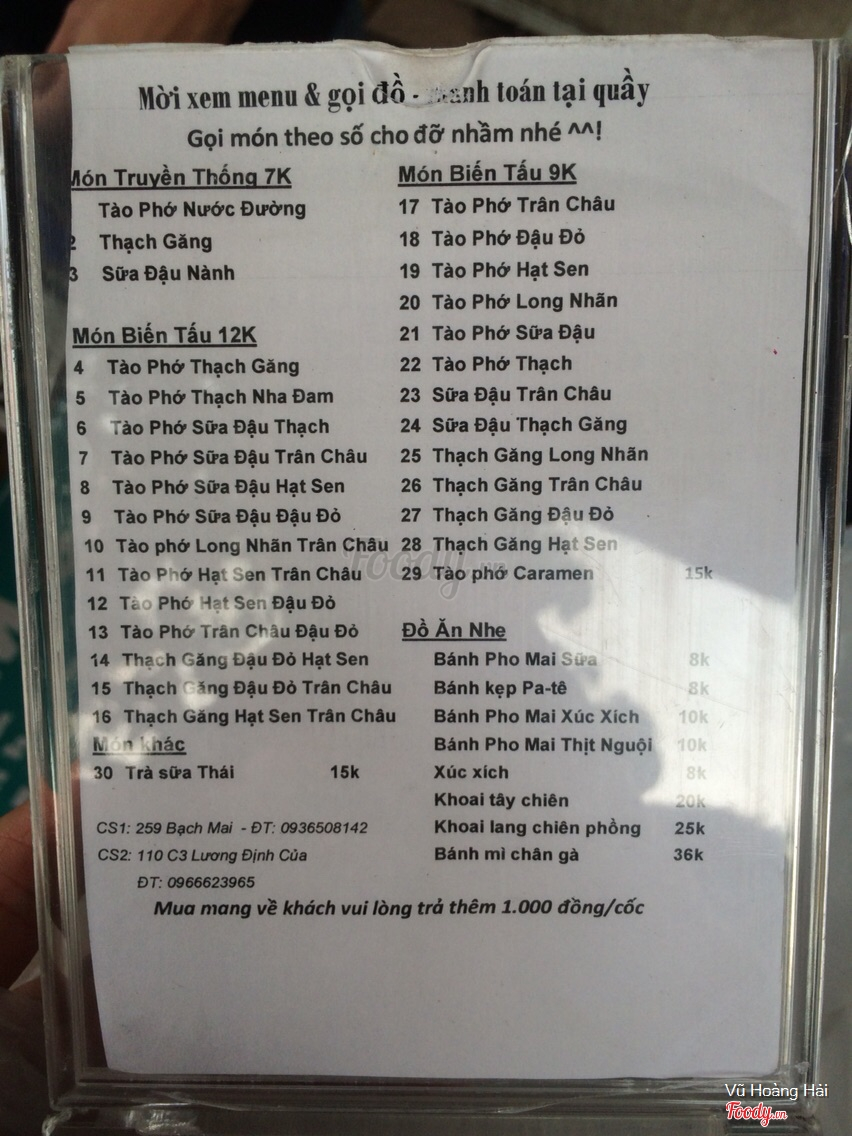 Mời xem menu & gọi đồ - thanh toán tại quầy
Gọi món theo số cho đỡ nhầm nhé ^^!
Món Truyền Thống 7K
Tào Phớ Nước Đường
2 Thạch Găng
3 Sữa Đậu Nành
Món Biến Tấu 12K
4 Tào Phớ Thạch Găng
5 Tào Phớ Thạch Nha Đam
6 Tào Phớ Sữa Đậu Thạch
7 Tào Phớ Sữa Đậu Trân Châu
8 Tào Phớ Sữa Đậu Hạt Sen
9 Tào Phớ Sữa Đậu Đậu Đỏ
10 Tào phớ Long Nhãn Trân Châu
11 Tào Phớ Hạt Sen Trân Châu
12 Tào Phớ Hạt Sen Đậu Đỏ
13 Tào Phớ Trân Châu Đậu Đỏ
14 Thạch Găng Đậu Đỏ Hạt Sen
15 Thạch Găng Đậu Đỏ Trân Châu
16 Thạch Găng Hạt Sen Trân Châu
Món khác
30 Trà sữa Thái 15k
CS1: 259 Bạch Mai - ĐT: 0936508142
CS2: 110 C3 Lương Định Của
ĐT: 0966623965
Món Biến Tấu 9K
17 Tào Phớ Trân Châu
18 Tào Phớ Đậu Đỏ
19 Tào Phớ Hạt Sen
20 Tào Phớ Long Nhãn
21 Tào Phớ Sữa Đậu
22 Tào Phớ Thạch
23 Sữa Đậu Trân Châu
24 Sữa Đậu Thạch Găng
25 Thạch Găng Long Nhãn
26 Thạch Găng Trân Châu
27 Thạch Găng Đậu Đỏ
28 Thạch Găng Hạt Sen
29 Tào phớ Caramen 15k
Đồ Ăn Nhẹ
Bánh Pho Mai Sữa 8k
Bánh kẹp Pa-tê 8k
Bánh Pho Mai Xúc Xích 10k
Bánh Pho Mai Thịt Nguội 10k
Xúc xích 8k
Khoai tây chiên 20k
Khoai lang chiên phồng 25k
Bánh mì chân gà 36k
Mua mang về khách vui lòng trả thêm 1.000 đồng/cốc
Foody.vn
Vũ Hoàng Hải
Foody.vn